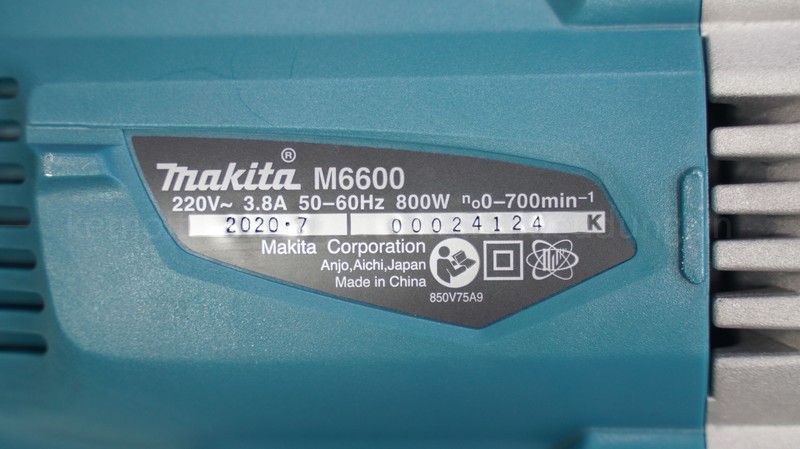 makita® M6600
220V~ 3.8A 50–60Hz 800W n₀0–700min⁻¹
2020·7 00024124 K
Makita Corporation
Anjo,Aichi,Japan
Made in China
850V75A9